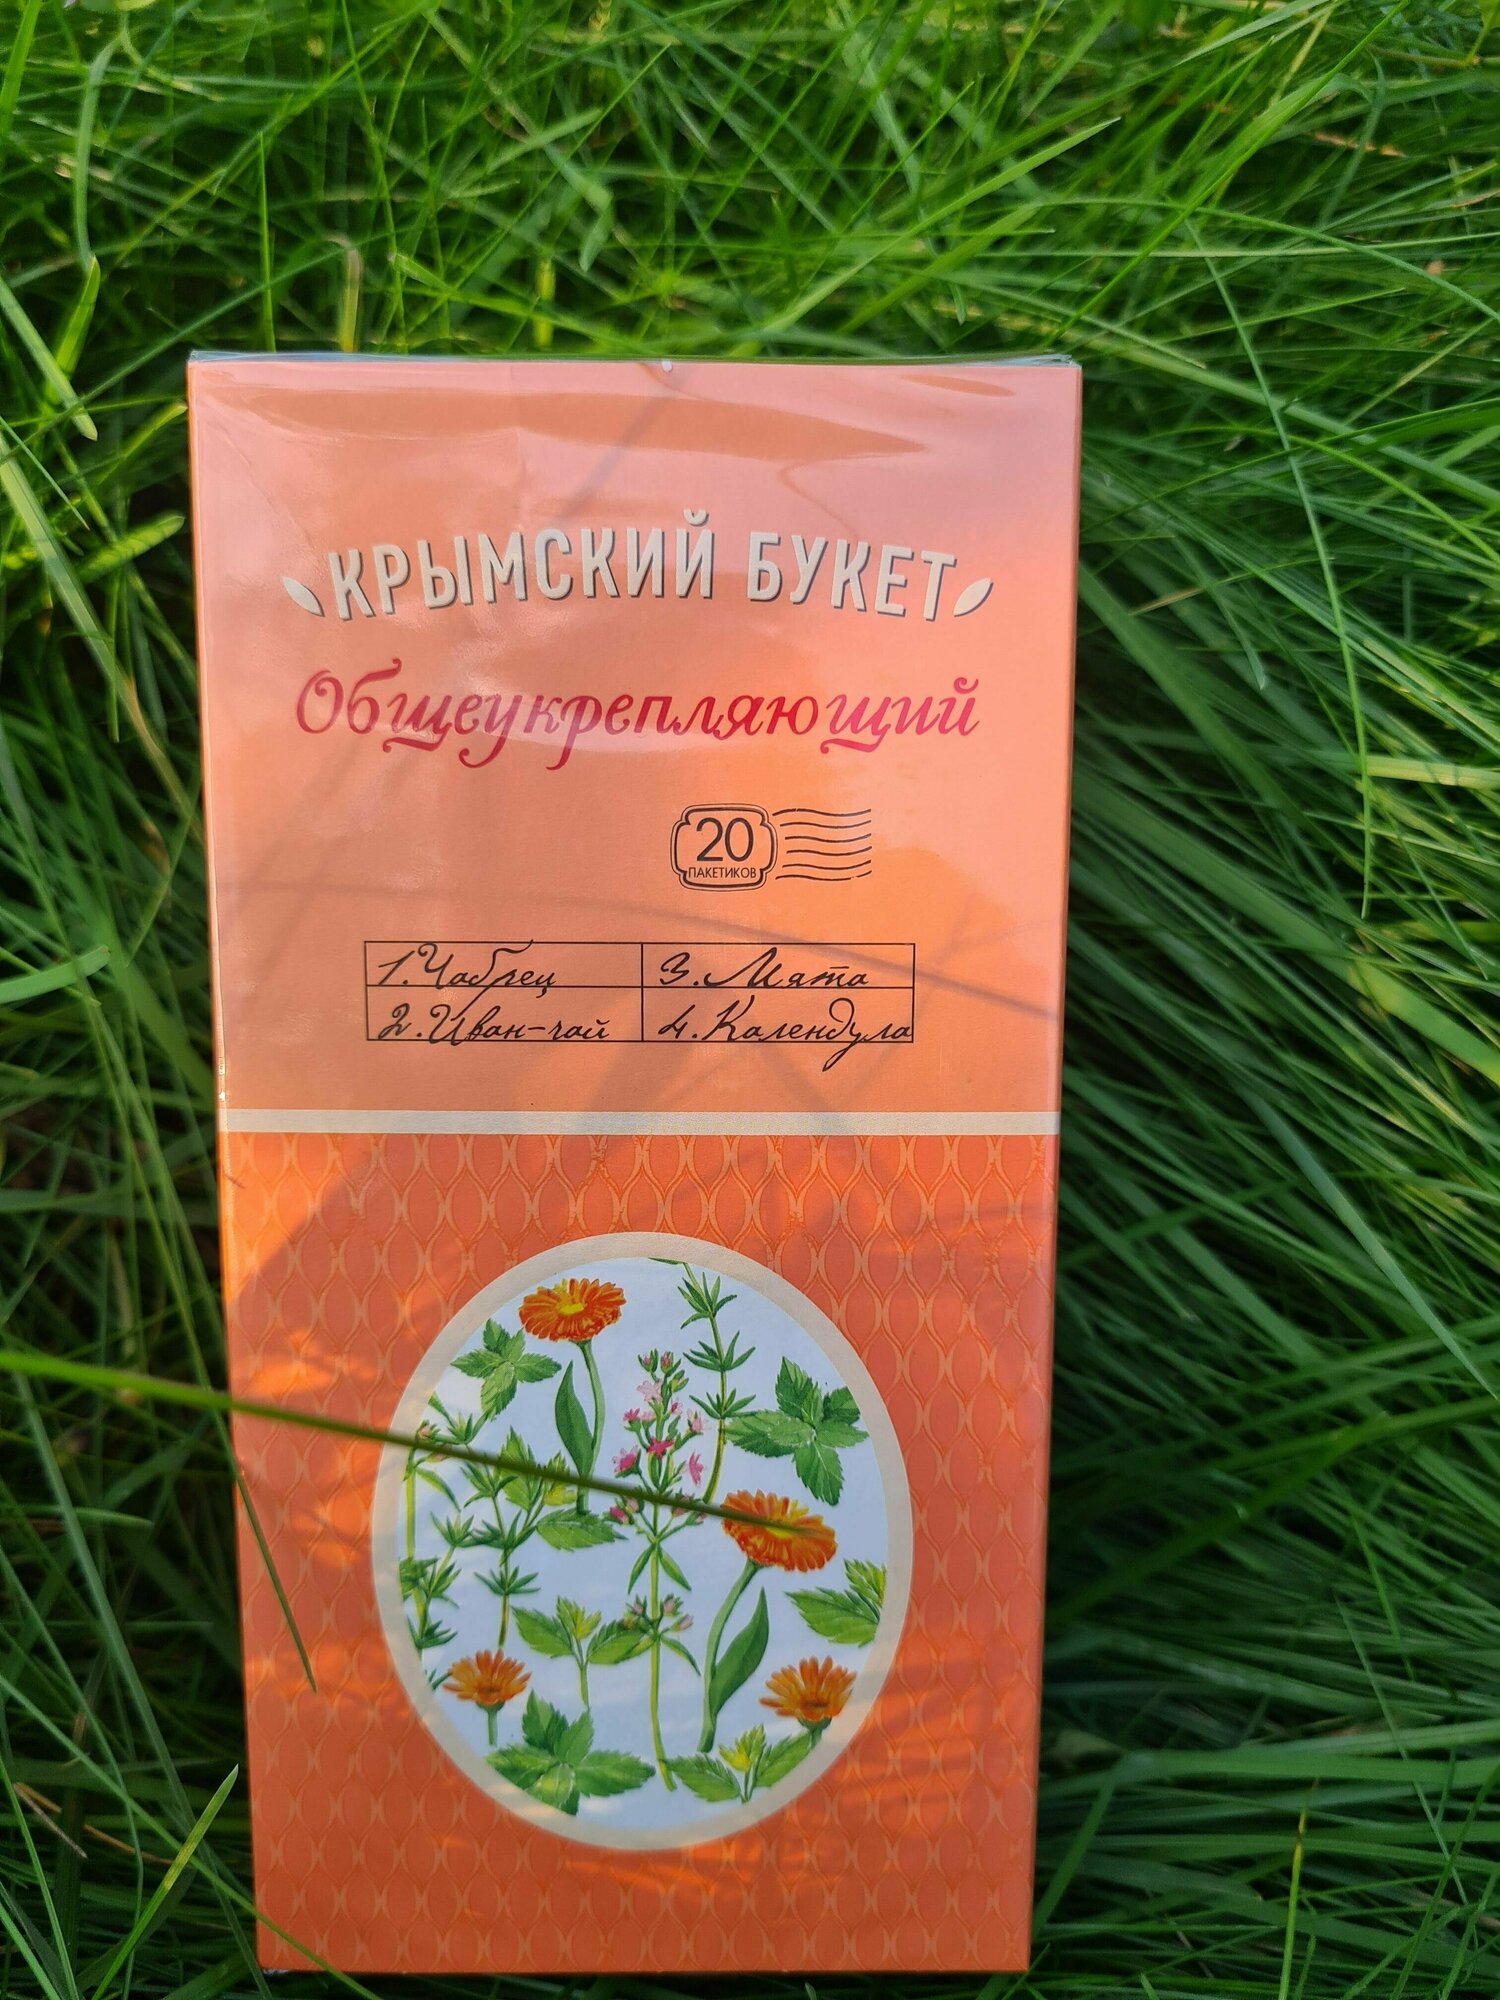 КРЫМСКИЙ БУКЕТ
Общеукрепляющий
20
ПАКЕТИКОВ
1. Чабрец
3. Мята
2. Иван-чай
4. Календула